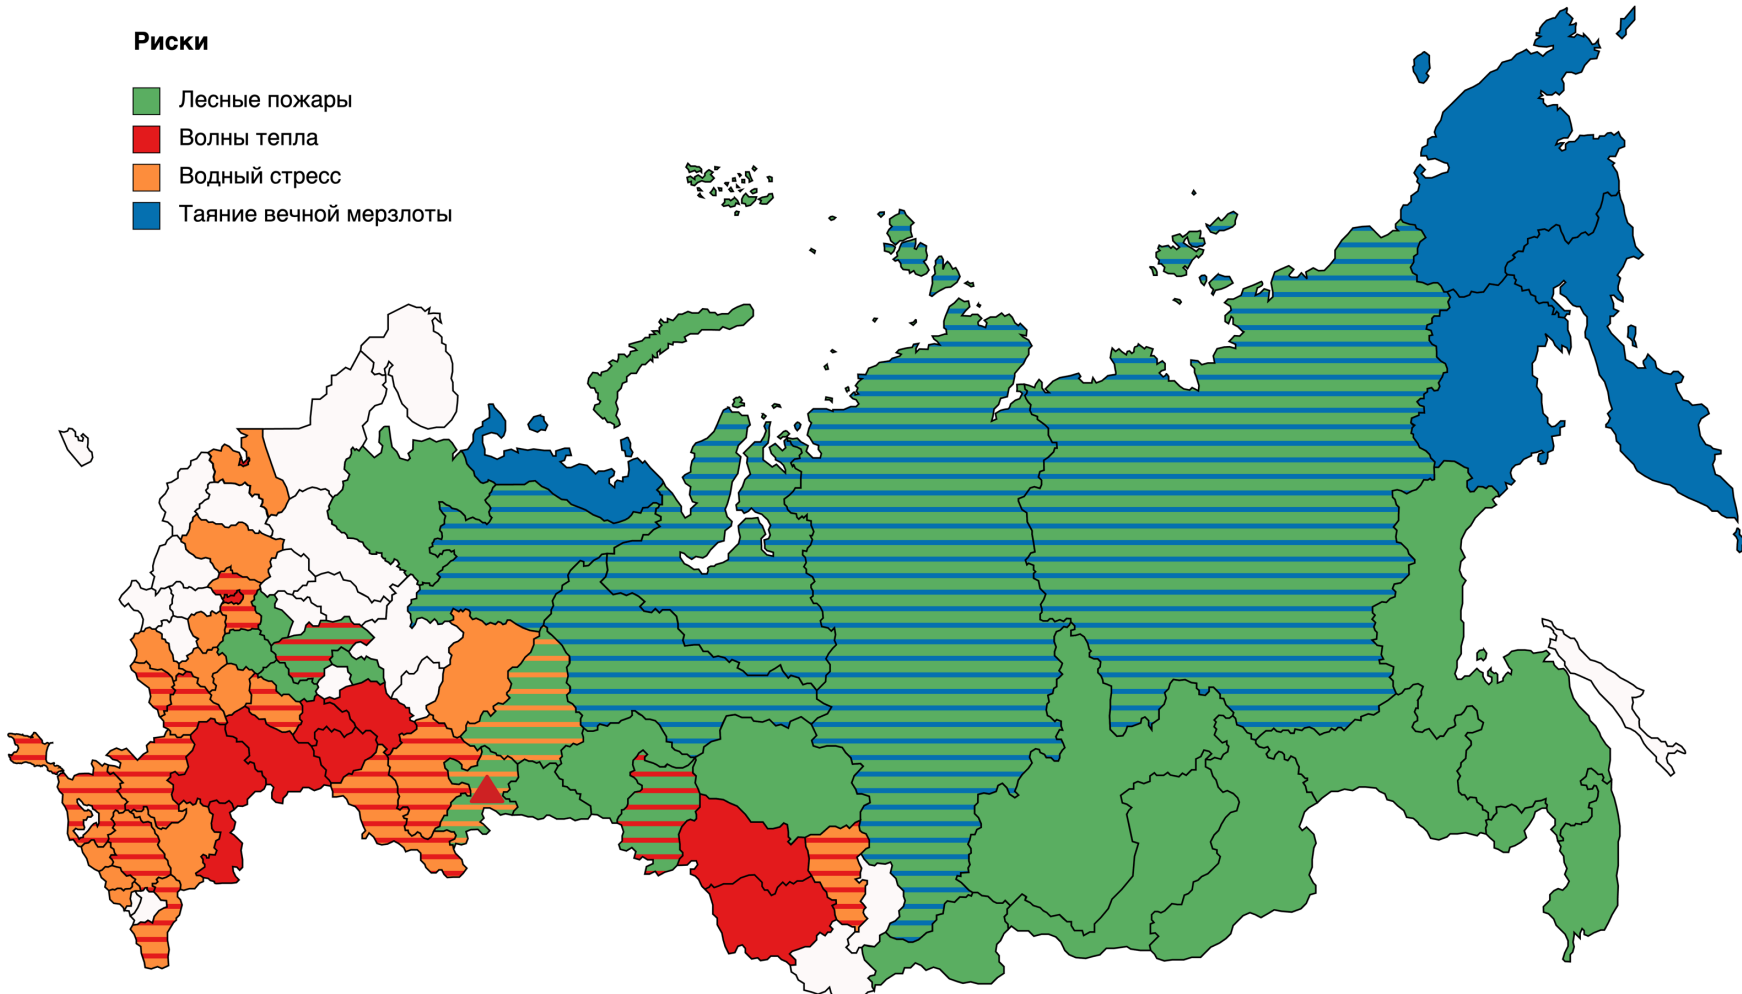 Риски
Лесные пожары
Волны тепла
Водный стресс
Таяние вечной мерзлоты